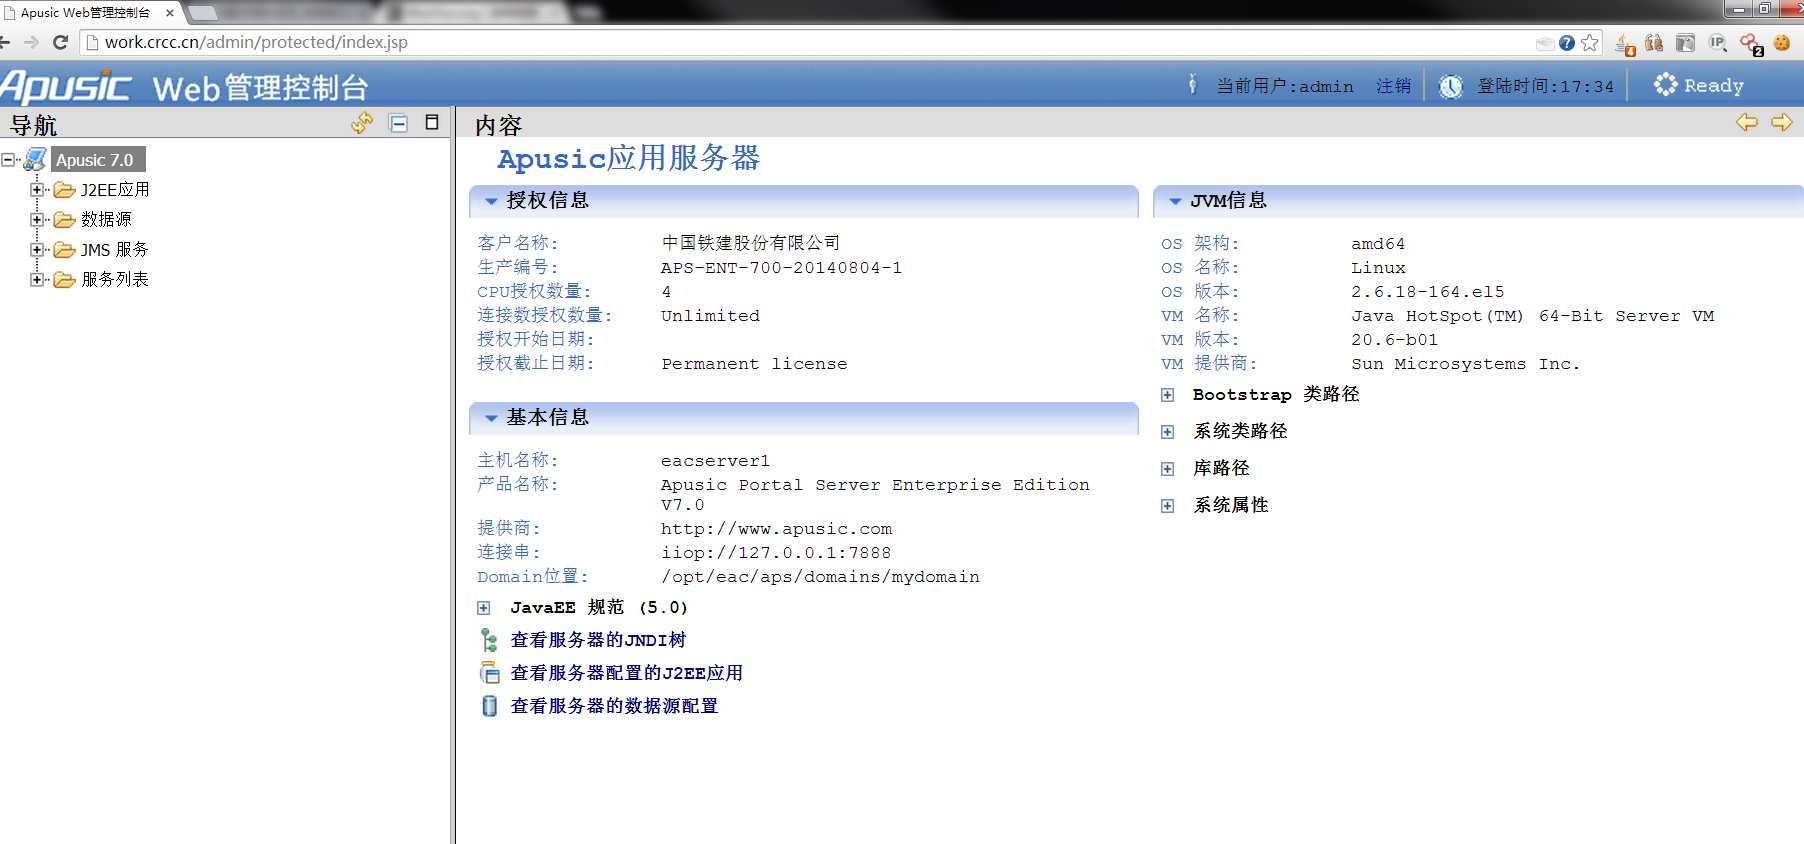 Apusic Web管理控制台
work.crcc.cn/admin/protected/index.jsp
4
IP
2
Apusic Web管理控制台
当前用户:admin 注销 登陆时间:17:34 Ready
导航
Apusic 7.0
J2EE应用
数据源
JMS 服务
服务列表
内容
Apusic应用服务器
授权信息
客户名称: 中国铁建股份有限公司
生产编号: APS-ENT-700-20140804-1
CPU授权数量: 4
连接数授权数量: Unlimited
授权开始日期:
授权截止日期: Permanent license
基本信息
主机名称: eacserver1
产品名称: Apusic Portal Server Enterprise Edition
V7.0
提供商: http://www.apusic.com
连接串: iiop://127.0.0.1:7888
Domain位置: /opt/eac/aps/domains/mydomain
JavaEE 规范 (5.0)
查看服务器的JNDI树
查看服务器配置的J2EE应用
查看服务器的数据源配置
JVM信息
OS 架构: amd64
OS 名称: Linux
OS 版本: 2.6.18-164.el5
VM 名称: Java HotSpot(TM) 64-Bit Server VM
VM 版本: 20.6-b01
VM 提供商: Sun Microsystems Inc.
Bootstrap 类路径
系统类路径
库路径
系统属性